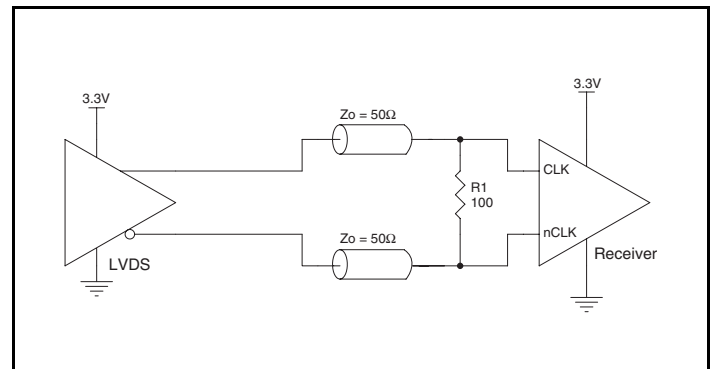 3.3V
3.3V
Zo = 50Ω
CLK
R1
100
nCLK
Zo = 50Ω
Receiver
LVDS